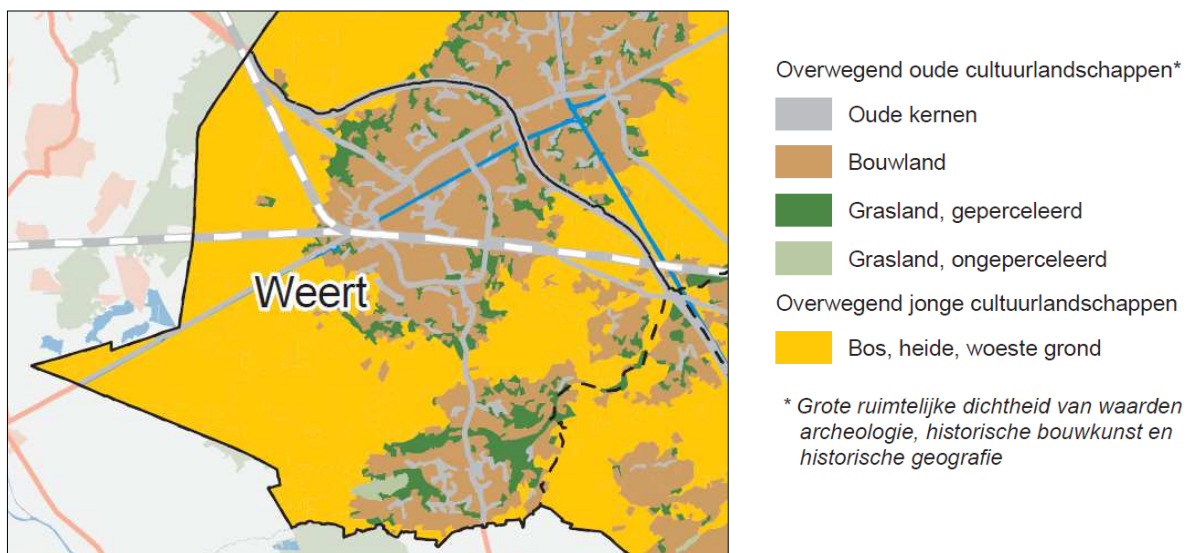 Weert
Overwegend oude cultuurlandschappen*
Oude kernen
Bouwland
Grasland, geperceleerd
Grasland, ongeperceleerd
Overwegend jonge cultuurlandschappen
Bos, heide, woeste grond
* Grote ruimtelijke dichtheid van waarden
archeologie, historische bouwkunst en
historische geografie